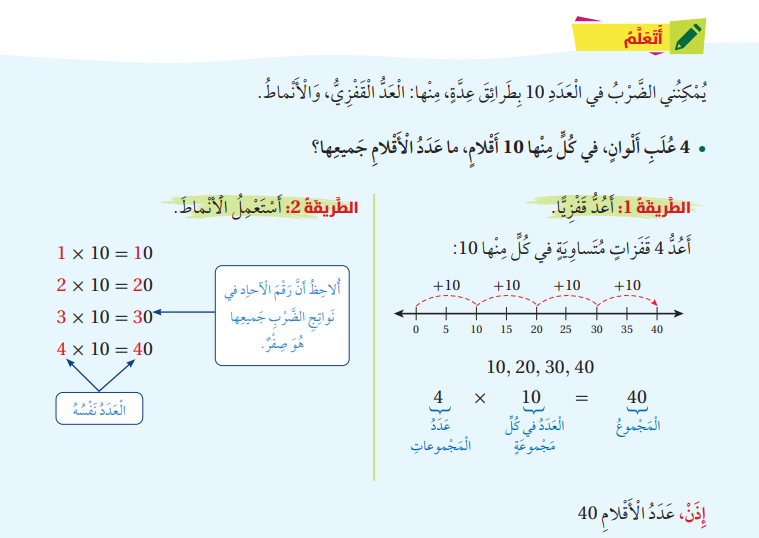 أَتَعَلَّمُ
يُمْكِنُني الضَّرْبُ في الْعَدَدِ 10 بِطَرائِقَ عِدَّةٍ، مِنْها: الْعَدُّ الْقَفْزِيُّ، وَالْأَنْماطُ.
• 4 عُلَبِ أَلْوانٍ، في كُلٍّ مِنْها 10 أَقْلامٍ، ما عَدَدُ الْأَقْلامِ جَميعِها؟
الطَّريقَةُ 1: أَعُدُّ قَفْزِيًّا.
أَعُدُّ 4 قَفَزاتٍ مُتَساوِيَةٍ في كُلٍّ مِنْها 10:
+10 +10 +10 +10
0 5 10 15 20 25 30 35 40
10, 20, 30, 40
4 × 10 = 40
عَدَدُ الْمَجْموعاتِ
الْعَدَدُ في كُلِّ مَجْموعَةٍ
الْمَجْموعُ
الطَّريقَةُ 2: أَسْتَعْمِلُ الْأَنْماطَ.
1 × 10 = 10
2 × 10 = 20
3 × 10 = 30
4 × 10 = 40
أُلاحِظُ أَنَّ رَقْمَ الْآحادِ في
نَواتِجِ الضَّرْبِ جَميعِها
هُوَ صِفْرٌ.
الْعَدَدُ نَفْسُهُ
إِذَنْ، عَدَدُ الْأَقْلامِ 40